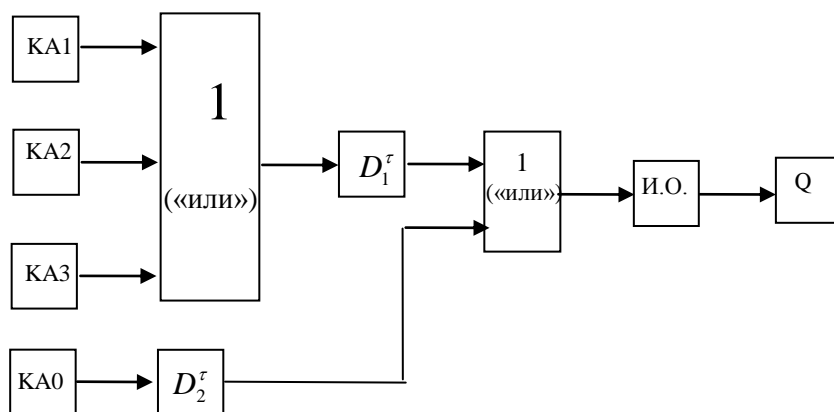 KA1
KA2
KA3
KA0
1
(«или»)
D₁^τ
D₂^τ
1
(«или»)
И.О.
Q